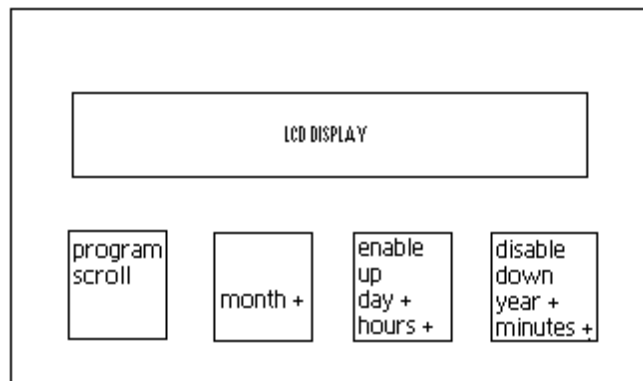 LCD DISPLAY
program
scroll
month +
enable
up
day +
hours +
disable
down
year +
minutes +